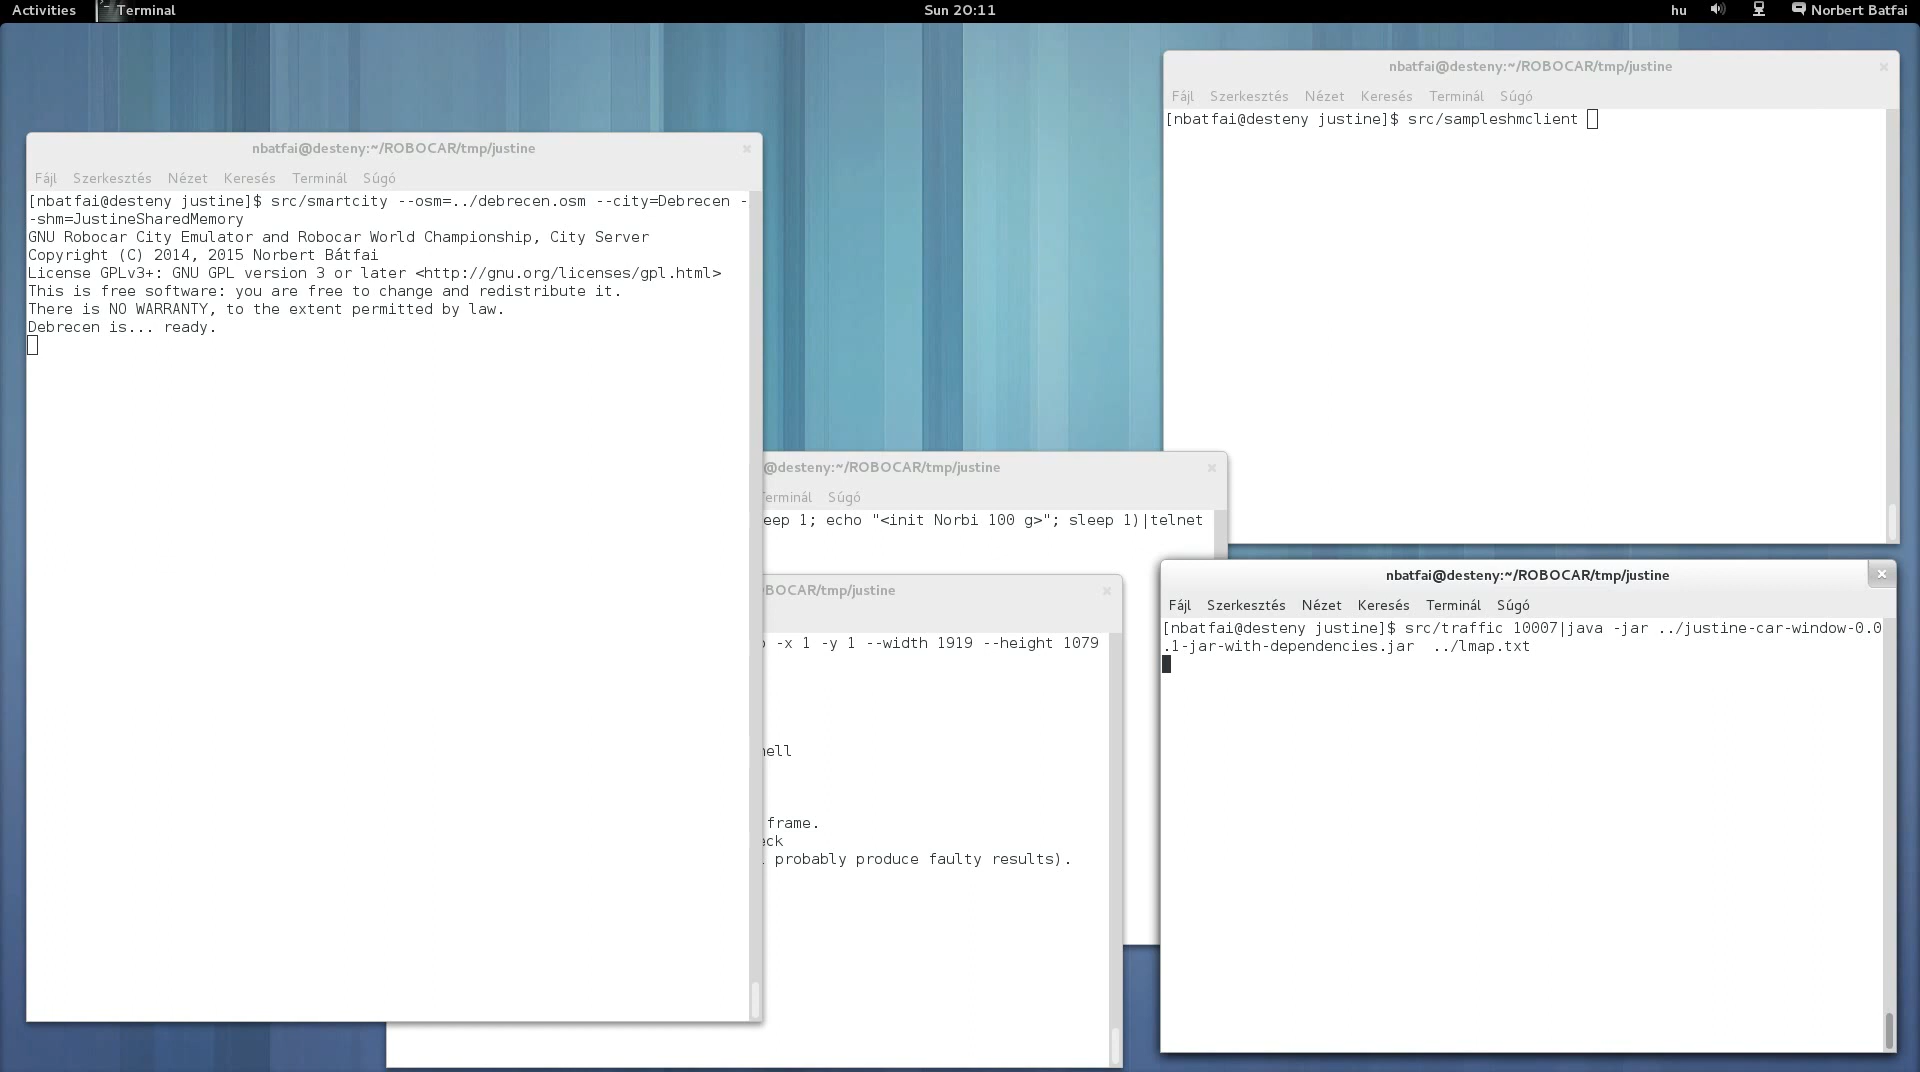 Activities Terminal Sun 20:11 hu Norbert Batfai
nbatfai@desteny:~/ROBOCAR/tmp/justine
Fájl Szerkesztés Nézet Keresés Terminál Súgó
[nbatfai@desteny justine]$ src/sampleshmclient
nbatfai@desteny:~/ROBOCAR/tmp/justine
Fájl Szerkesztés Nézet Keresés Terminál Súgó
[nbatfai@desteny justine]$ src/smartcity --osm=../debrecen.osm --city=Debrecen -
-shm=JustineSharedMemory
GNU Robocar City Emulator and Robocar World Championship, City Server
Copyright (C) 2014, 2015 Norbert Bátfai
License GPLv3+: GNU GPL version 3 or later <http://gnu.org/licenses/gpl.html>
This is free software: you are free to change and redistribute it.
There is NO WARRANTY, to the extent permitted by law.
Debrecen is... ready.
@desteny:~/ROBOCAR/tmp/justine
Terminál Súgó
eep 1; echo "<init Norbi 100 g>"; sleep 1)|telnet
BOCAR/tmp/justine
-x 1 -y 1 --width 1919 --height 1079
ell
frame.
eck
probably produce faulty results).
nbatfai@desteny:~/ROBOCAR/tmp/justine
Fájl Szerkesztés Nézet Keresés Terminál Súgó
[nbatfai@desteny justine]$ src/traffic 10007|java -jar ../justine-car-window-0.0
.1-jar-with-dependencies.jar  ../lmap.txt